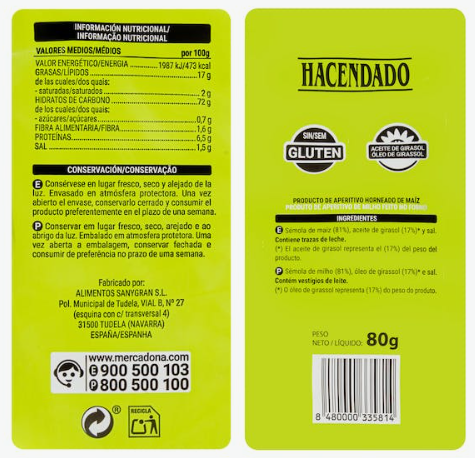 INFORMACIÓN NUTRICIONAL/
INFORMAÇÃO NUTRICIONAL
VALORES MEDIOS/MÉDIOS por 100g
VALOR ENERGÉTICO/ENERGIA 1987 kJ/473 kcal
GRASAS/LÍPIDOS 17 g
de las cuales/dos quais:
- saturadas/saturados 2 g
HIDRATOS DE CARBONO 72 g
de los cuales/dos quais:
- azúcares/açúcares 0,7 g
FIBRA ALIMENTARIA/FIBRA 1,6 g
PROTEÍNAS 6,5 g
SAL 1,5 g
CONSERVACIÓN/CONSERVAÇÃO
E Consérvese en lugar fresco, seco y alejado de la
luz. Envasado en atmósfera protectora. Una vez
abierto el envase, conservarlo cerrado y consumir el
producto preferentemente en el plazo de una semana.
P Conservar em lugar fresco, seco, arejado e ao
abrigo da luz. Embalado em atmosfera protetora. Uma
vez aberta a embalagem, conservar fechada e
consumir de preferência no prazo de uma semana.
Fabricado por:
ALIMENTOS SANYGRAN S.L.
Pol. Municipal de Tudela, VIAL B, Nº 27
(esquina con c/ transversal 4)
31500 TUDELA (NAVARRA)
ESPAÑA/ESPANHA
www.mercadona.com
E 900 500 103
P 800 500 100
®
RECICLA
HACENDADO
SIN/SEM
GLUTEN
ACEITE DE GIRASOL
ÓLEO DE GIRASSOL
PRODUCTO DE APERITIVO HORNEADO DE MAÍZ
PRODUTO DE APERITIVO DE MILHO FEITO NO FORNO
INGREDIENTES
E Sémola de maíz (81%), aceite de girasol (17%)* y sal.
Contiene trazas de leche.
(*) El aceite de girasol representa el (17%) del peso del
producto.
P Sêmola de milho (81%), óleo de girassol (17%)* e sal.
Contém vestígios de leite.
(*) O óleo de girassol representa (17%) do peso do produto.
PESO
NETO / LÍQUIDO: 80g
8 480000 335814